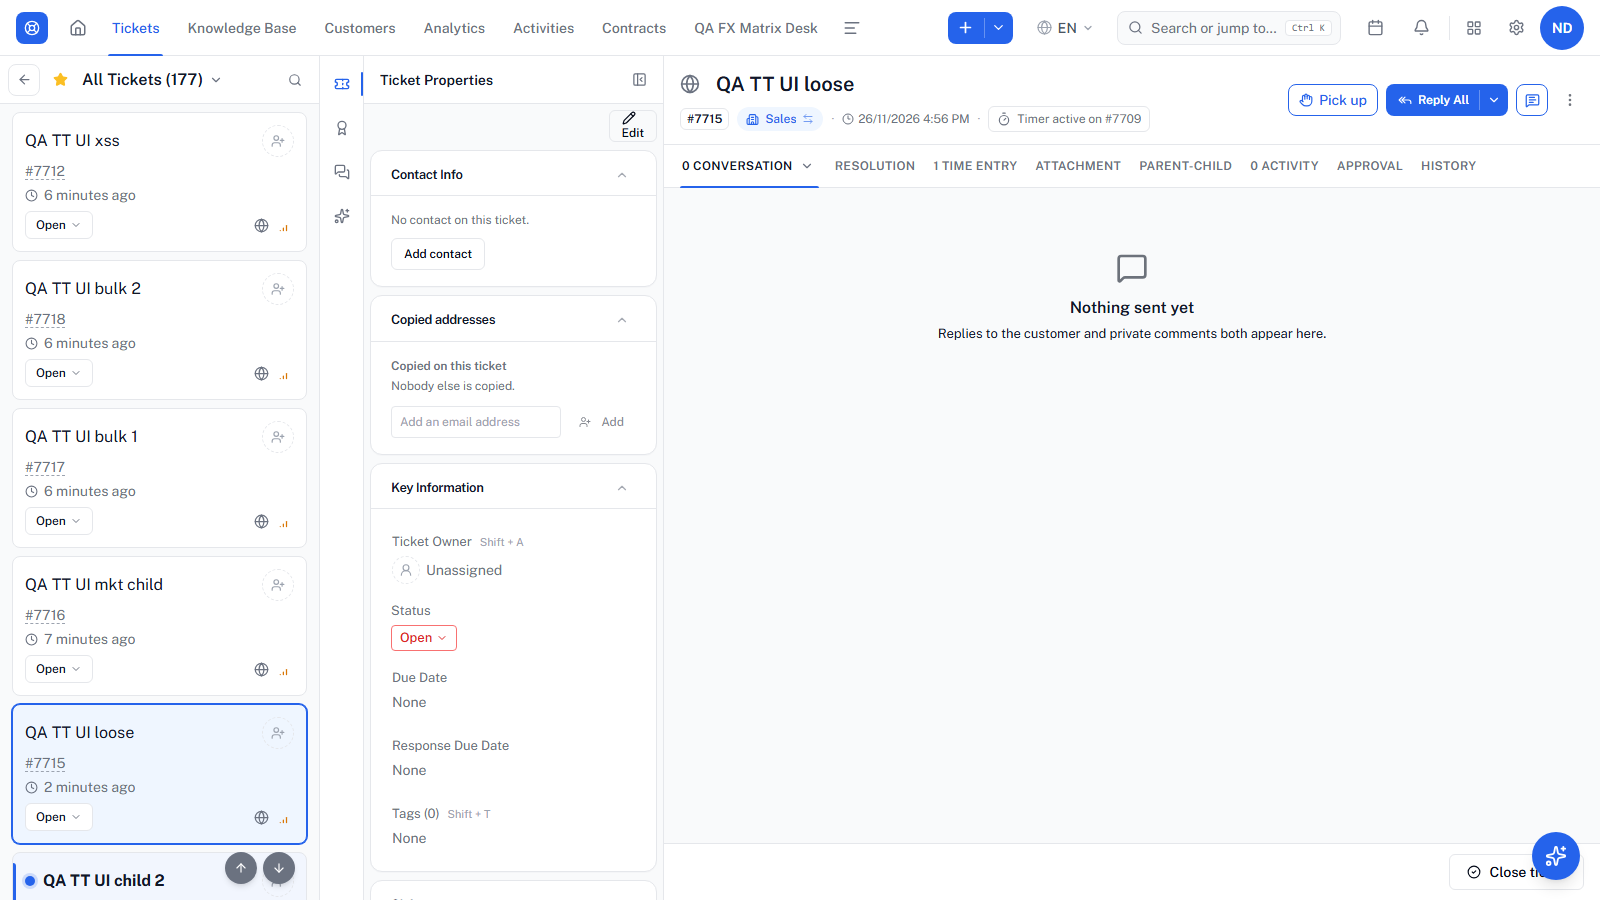 Tickets
Knowledge Base
Customers
Analytics
Activities
Contracts
QA FX Matrix Desk
EN
Search or jump to...
Ctrl K
ND
All Tickets (177)
QA TT UI xss
#7712
6 minutes ago
Open
QA TT UI bulk 2
#7718
6 minutes ago
Open
QA TT UI bulk 1
#7717
6 minutes ago
Open
QA TT UI mkt child
#7716
7 minutes ago
Open
QA TT UI loose
#7715
2 minutes ago
Open
QA TT UI child 2
Ticket Properties
Edit
Contact Info
No contact on this ticket.
Add contact
Copied addresses
Copied on this ticket
Nobody else is copied.
Add an email address
Add
Key Information
Ticket Owner Shift + A
Unassigned
Status
Open
Due Date
None
Response Due Date
None
Tags (0) Shift + T
None
QA TT UI loose
#7715
Sales
· 26/11/2026 4:56 PM ·
Timer active on #7709
Pick up
Reply All
0 CONVERSATION
RESOLUTION
1 TIME ENTRY
ATTACHMENT
PARENT-CHILD
0 ACTIVITY
APPROVAL
HISTORY
Nothing sent yet
Replies to the customer and private comments both appear here.
Close